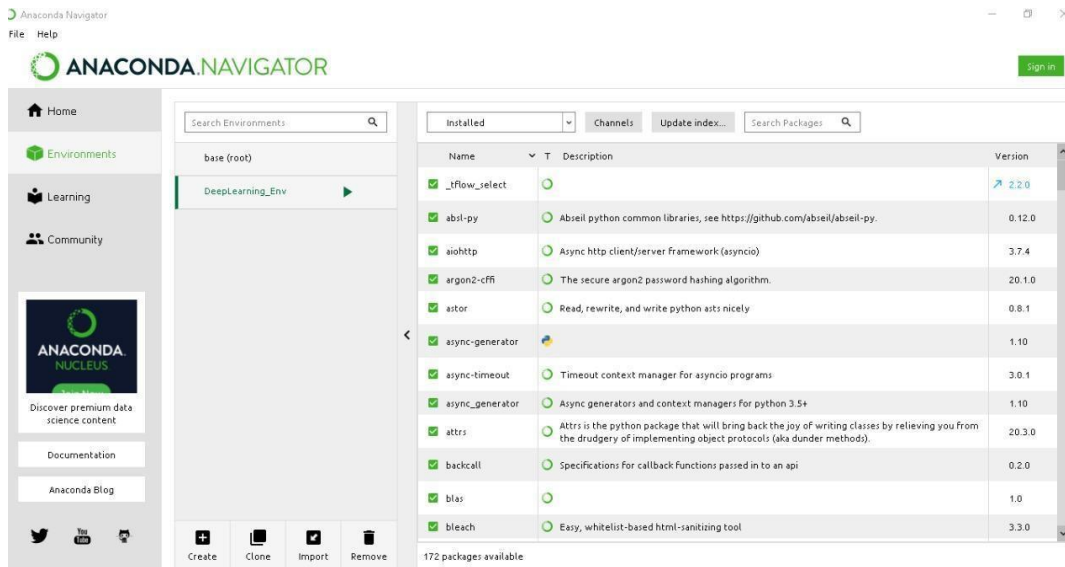 Anaconda Navigator
File Help
ANACONDA.NAVIGATOR
Sign in
Home
Environments
Learning
Community
ANACONDA.
NUCLEUS
Join Now
Discover premium data
science content
Documentation
Anaconda Blog
You
Tube
Search Environments
base (root)
DeepLearning_Env
Create Clone Import Remove
Installed Channels Update index... Search Packages
Name T Description Version
_tflow_select 2.2.0
absl-py Abseil python common libraries, see https://github.com/abseil/abseil-py. 0.12.0
aiohttp Async http client/server framework (asyncio) 3.7.4
argon2-cffi The secure argon2 password hashing algorithm. 20.1.0
astor Read, rewrite, and write python asts nicely 0.8.1
async-generator 1.10
async-timeout Timeout context manager for asyncio programs 3.0.1
async_generator Async generators and context managers for python 3.5+ 1.10
attrs Attrs is the python package that will bring back the joy of writing classes by relieving you from
the drudgery of implementing object protocols (aka dunder methods). 20.3.0
backcall Specifications for callback functions passed in to an api 0.2.0
blas 1.0
bleach Easy, whitelist-based html-sanitizing tool 3.3.0
172 packages available